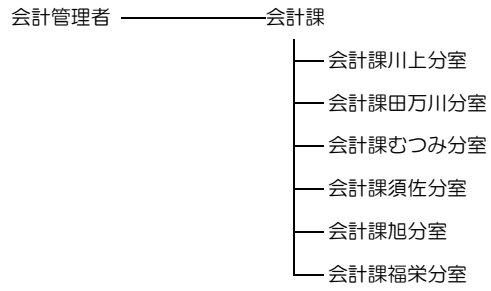 会計管理者 会計課
会計課川上分室
会計課田万川分室
会計課むつみ分室
会計課須佐分室
会計課旭分室
会計課福栄分室